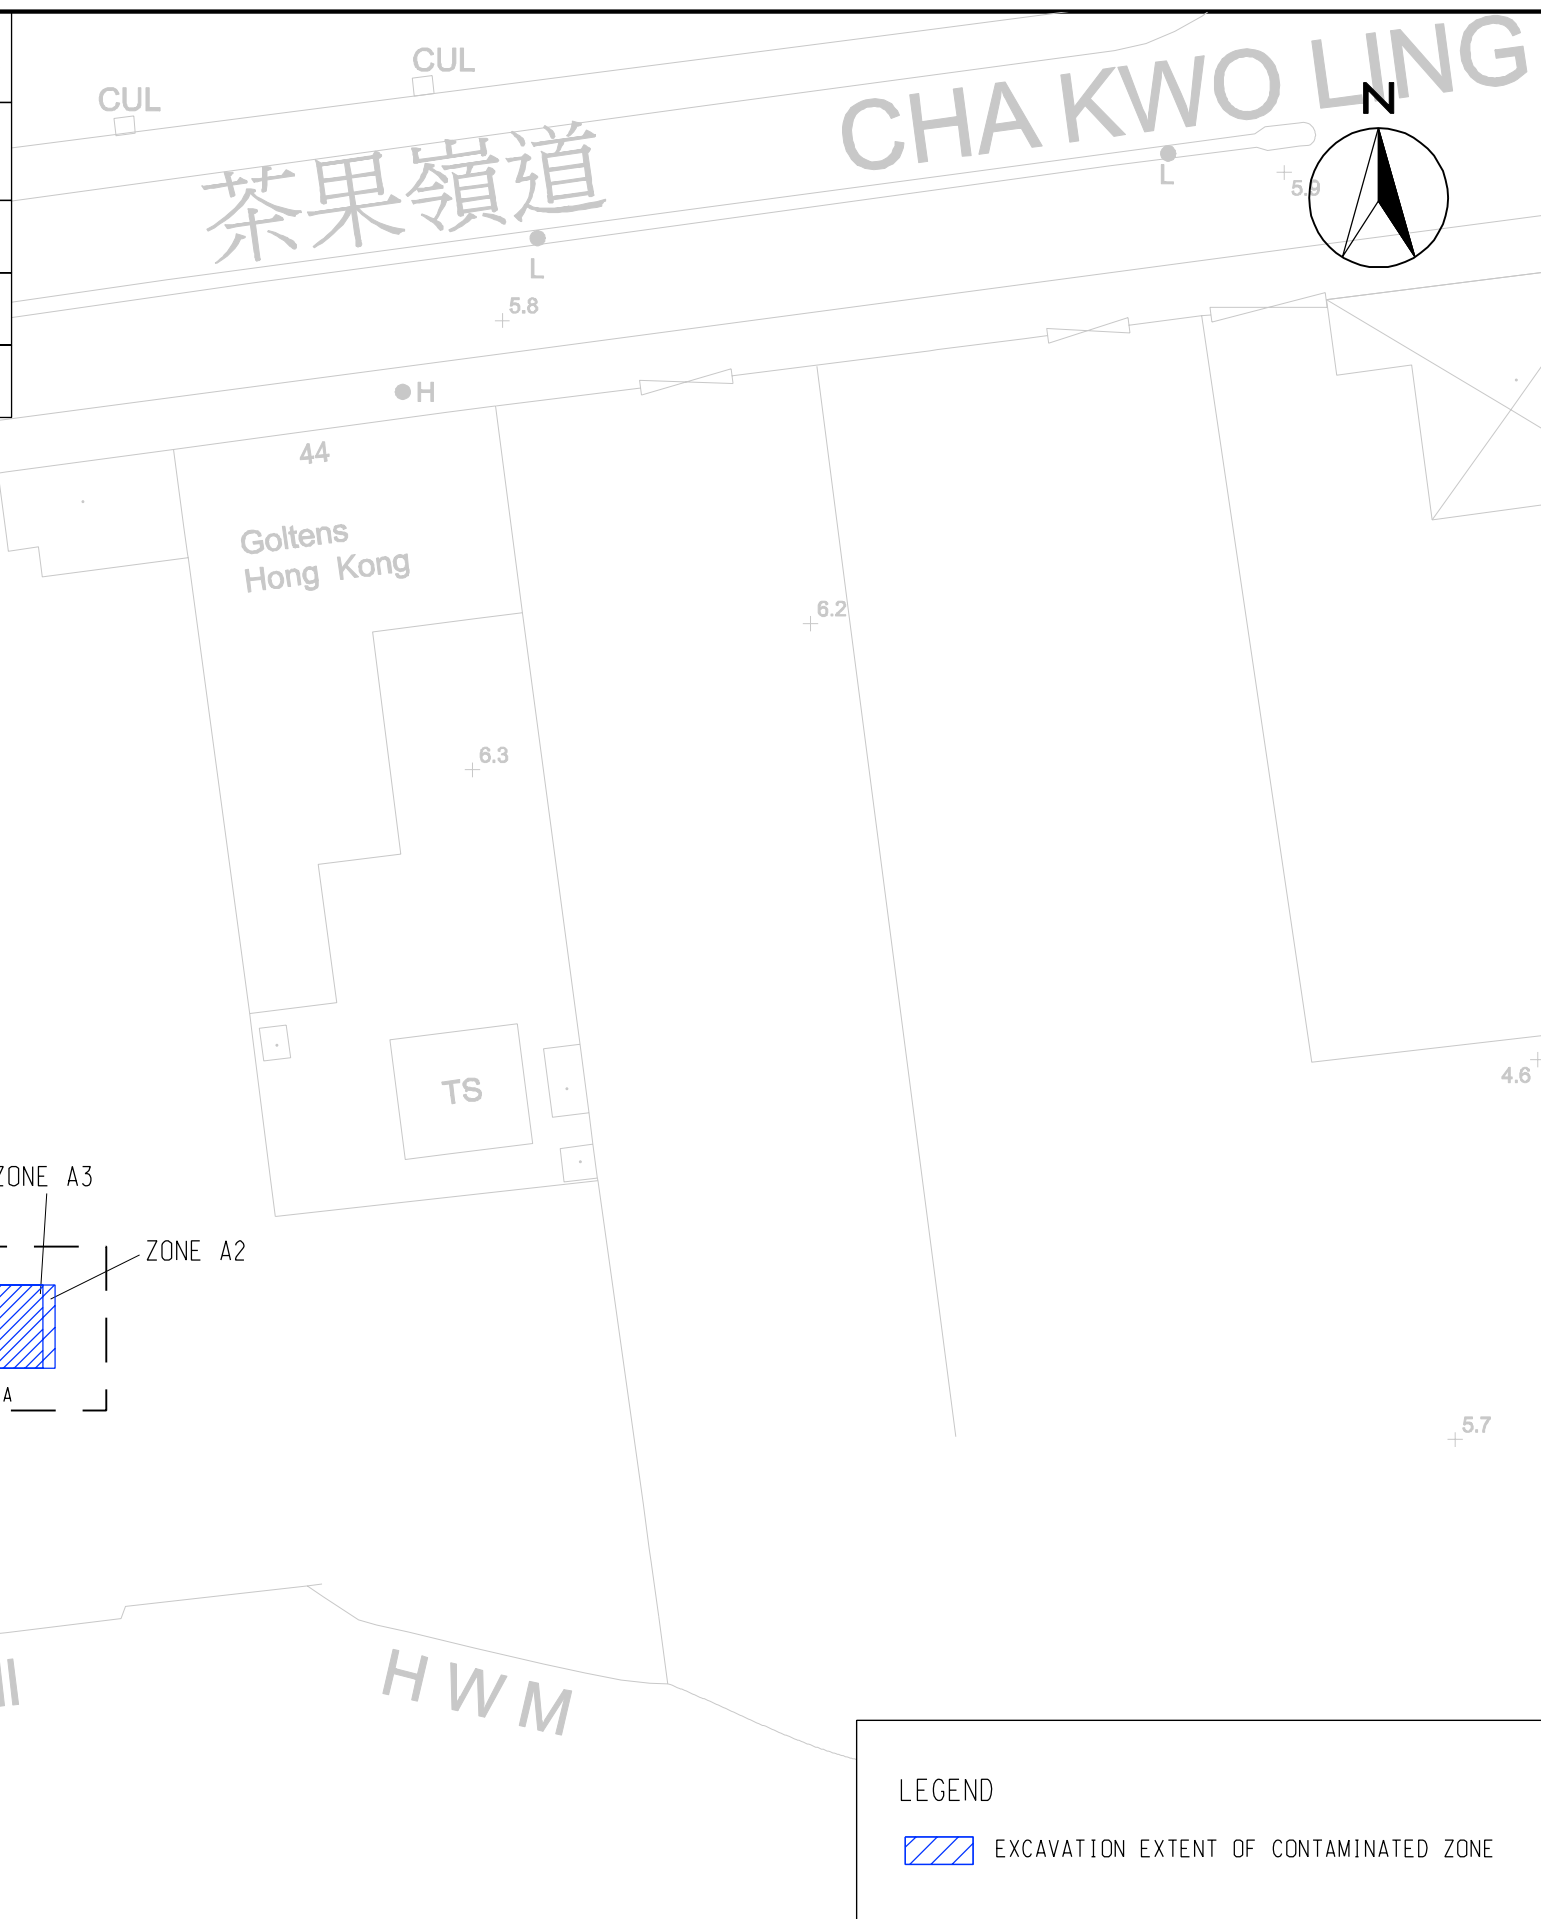 CUL
CUL
CHA KWO LING
N
茶果嶺道
L
5.9
L
5.8
H
44
Goltens
Hong Kong
6.2
6.3
4.6
TS
ZONE A3
ZONE A2
A
5.7
HWM
LEGEND
EXCAVATION EXTENT OF CONTAMINATED ZONE